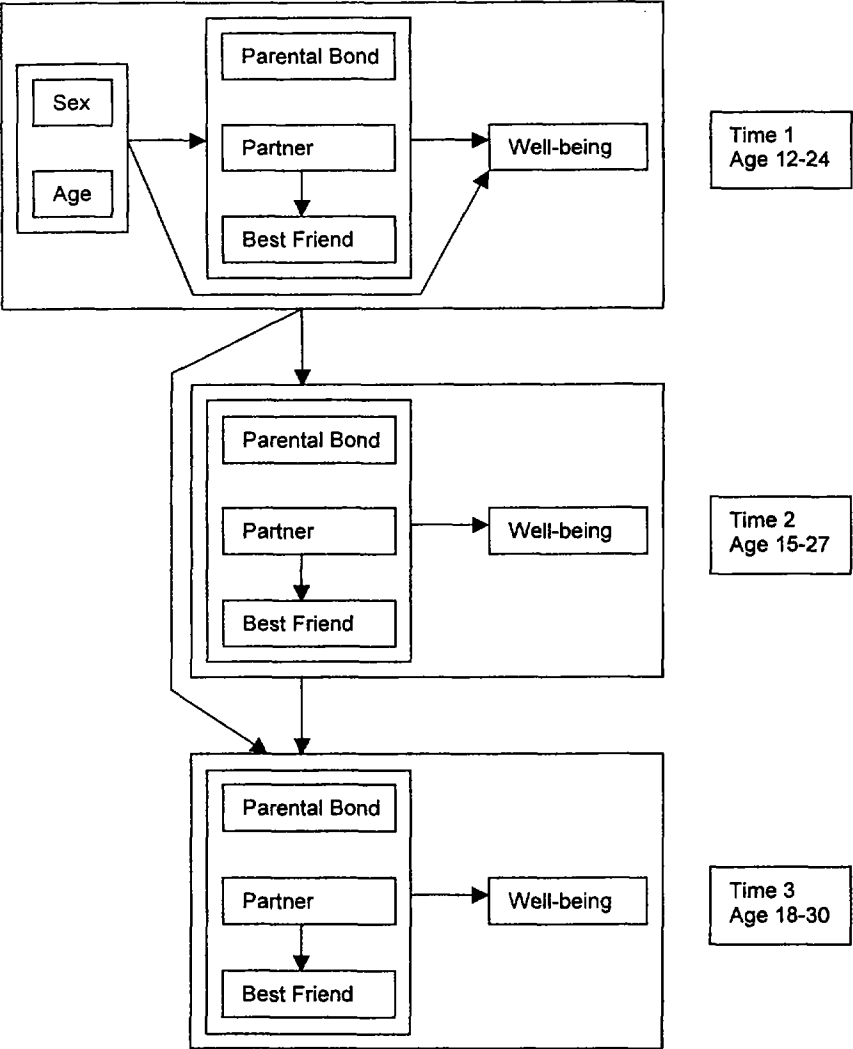 Parental Bond
Sex
Partner
Well-being
Time 1
Age 12-24
Age
Best Friend
Parental Bond
Partner
Well-being
Time 2
Age 15-27
Best Friend
Parental Bond
Partner
Well-being
Time 3
Age 18-30
Best Friend